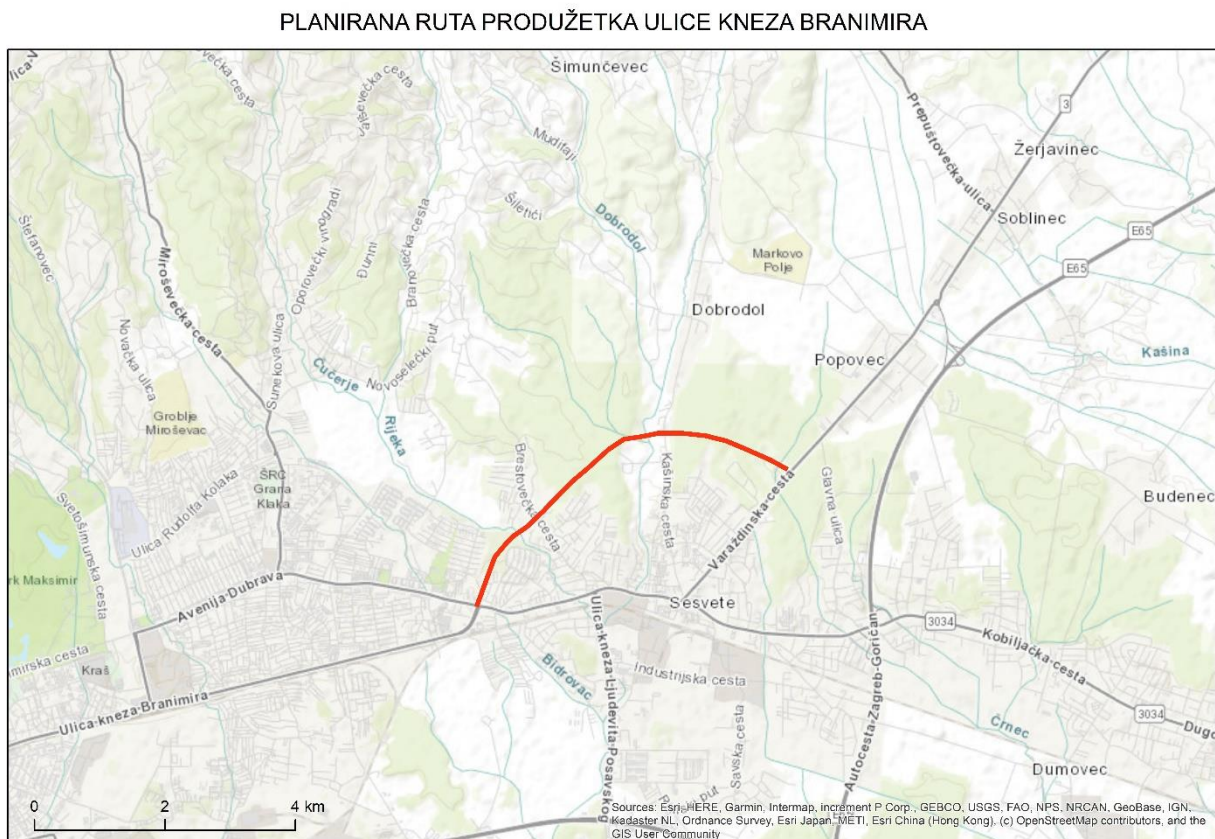 PLANIRANA RUTA PRODUŽETKA ULICE KNEZA BRANIMIRA
Šimunčevec
Prepuštovečka·ulica
3
Žerjavinec
Mudifaji
Šiletići
Dobrodol
Soblinec
E65
E65
Štefanovec
Miroševečka·cesta
Oporovečki vinogradi
Đurini
Branovečka cesta
Markovo
Polje
Dobrodol
Popovec
Kašina
Novačka ulica
Sunekova ulica
Čučerje
Novoselečki put
Rijeka
Groblje
Miroševac
ŠRC
Grana
Klaka
Ulica Rudolfa Kolaka
Brestovečka cesta
Kašinska cesta
Varaždinska·cesta
Glavna ulica
Budenec
Svetošimunska cesta
rk Maksimir
Avenija·Dubrava
Sesvete
3034
Kobiljačka·cesta
mirska cesta
Kraš
Ulica·kneza·Branimira
Bidrovac
Ulica·kneza·Ljudevita·Posavskog
Industrijska cesta
Savska·cesta
Autocesta·Zagreb·Goričan
3034
Dugo
Črnec
Dumovec
put
0 2 4 km
Sources: Esri, HERE, Garmin, Intermap, increment P Corp., GEBCO, USGS, FAO, NPS, NRCAN, GeoBase, IGN,
Kadaster NL, Ordnance Survey, Esri Japan, METI, Esri China (Hong Kong), (c) OpenStreetMap contributors, and the
GIS User Community